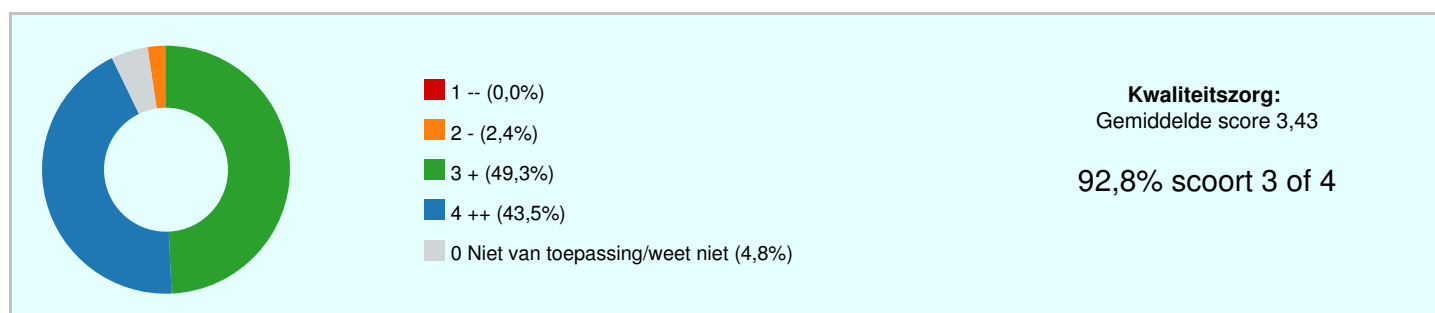 1 -- (0,0%)
2 - (2,4%)
3 + (49,3%)
4 ++ (43,5%)
0 Niet van toepassing/weet niet (4,8%)
Kwaliteitszorg:
Gemiddelde score 3,43
92,8% scoort 3 of 4